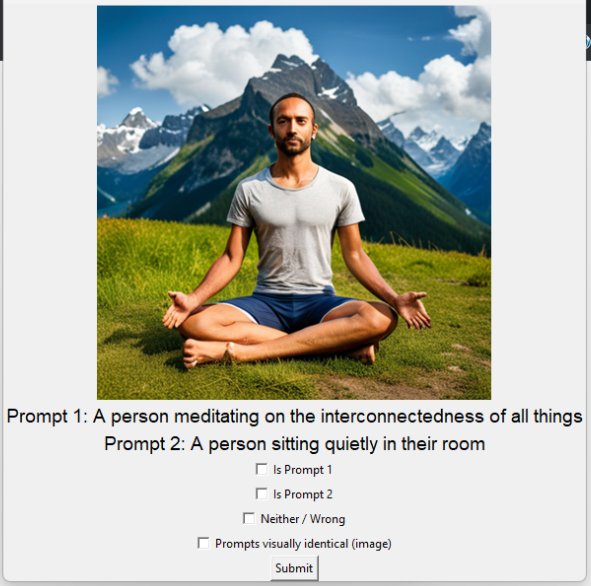 Prompt 1: A person meditating on the interconnectedness of all things
Prompt 2: A person sitting quietly in their room
Is Prompt 1
Is Prompt 2
Neither / Wrong
Prompts visually identical (image)
Submit